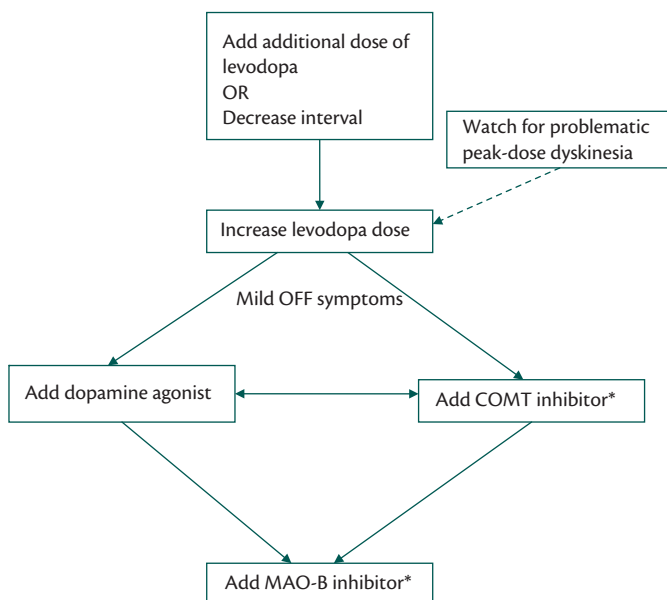 Add additional dose of
levodopa
OR
Decrease interval
Watch for problematic
peak-dose dyskinesia
Increase levodopa dose
Mild OFF symptoms
Add dopamine agonist
Add COMT inhibitor*
Add MAO-B inhibitor*